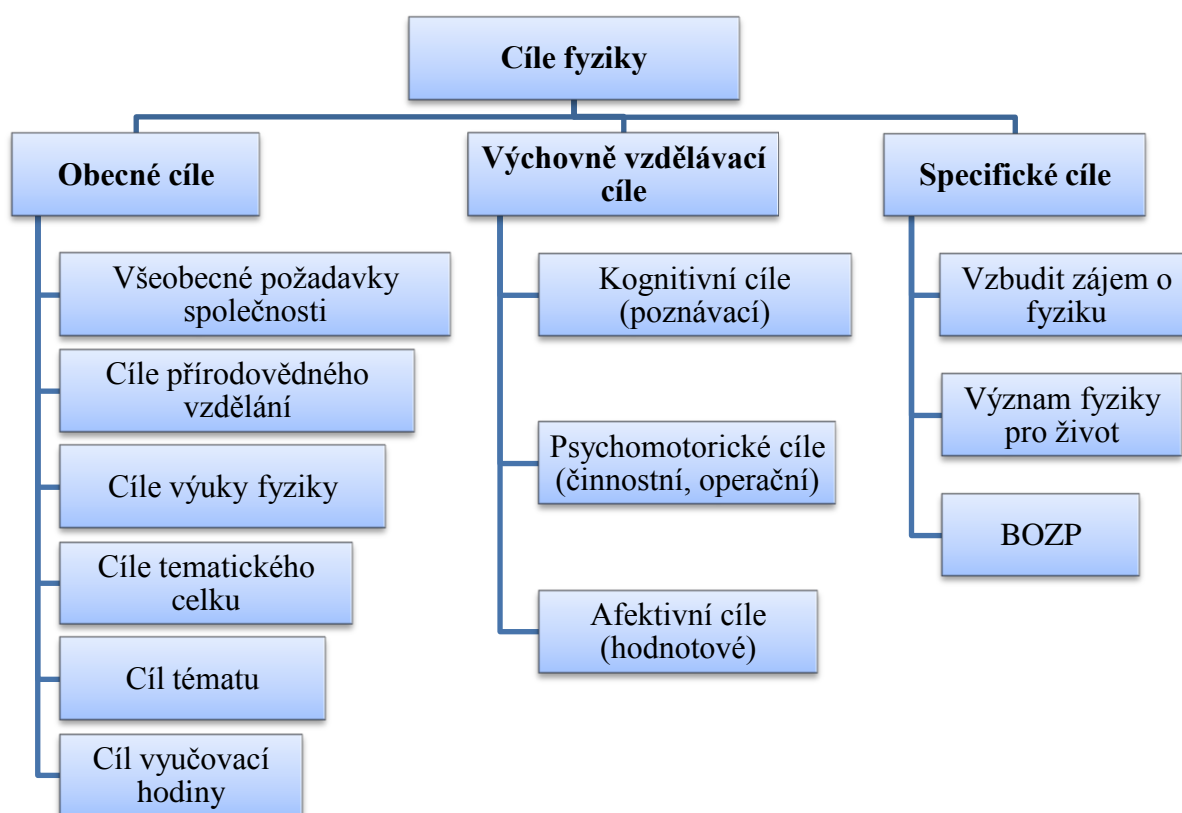 Cíle fyziky
Obecné cíle
Všeobecné požadavky
společnosti
Cíle přírodovědného
vzdělání
Cíle výuky fyziky
Cíle tematického
celku
Cíl tématu
Cíl vyučovací
hodiny
Výchovně vzdělávací
cíle
Kognitivní cíle
(poznávací)
Psychomotorické cíle
(činnostní, operační)
Afektivní cíle
(hodnotové)
Specifické cíle
Vzbudit zájem o
fyziku
Význam fyziky
pro život
BOZP